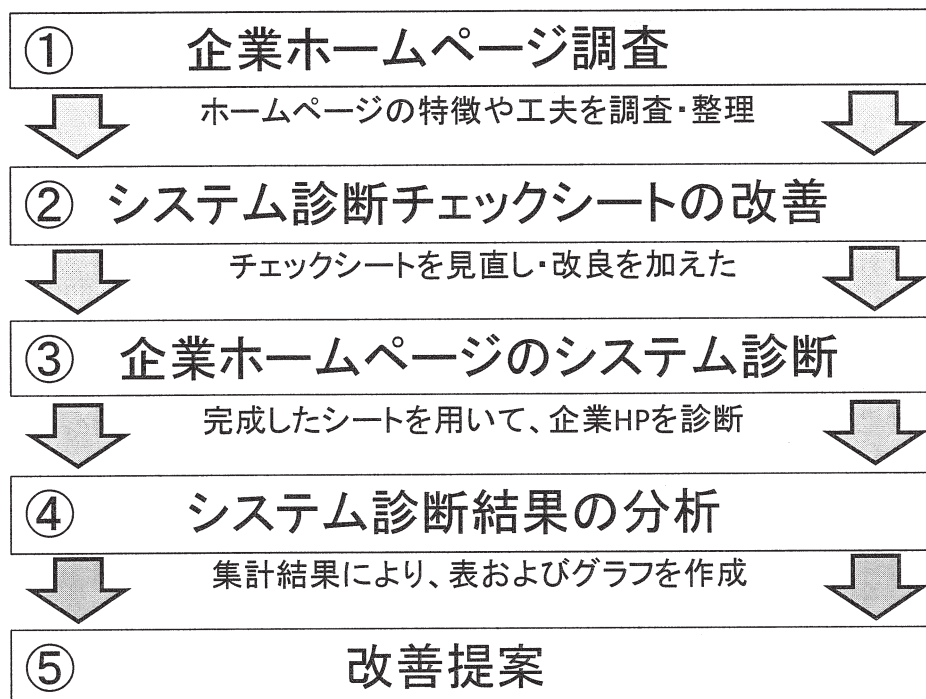 ① 企業ホームページ調査
ホームページの特徴や工夫を調査・整理
② システム診断チェックシートの改善
チェックシートを見直し・改良を加えた
③ 企業ホームページのシステム診断
完成したシートを用いて、企業HPを診断
④ システム診断結果の分析
集計結果により、表およびグラフを作成
⑤ 改善提案